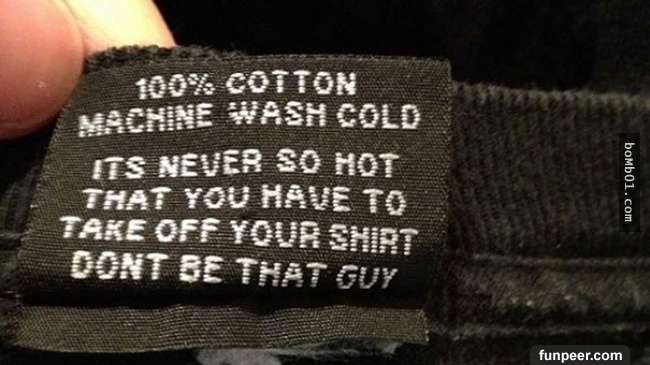 100% COTTON
MACHINE WASH COLD
ITS NEVER SO HOT
THAT YOU HAVE TO
TAKE OFF YOUR SHIRT
DONT BE THAT GUY
boMb01.com
funpeer.com